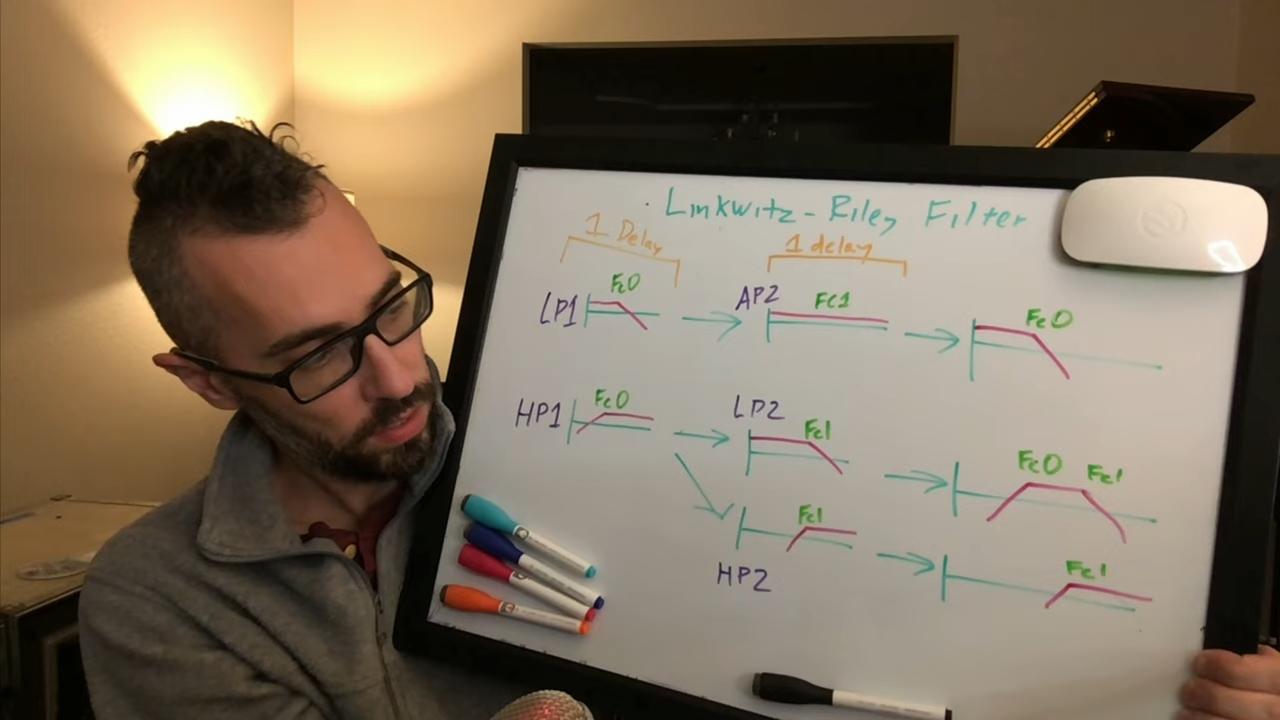 Linkwitz-Riley Filter
1 Delay
1 delay
LP1
Fc0
AP2
Fc1
Fc0
HP1
Fc0
LP2
Fc1
Fc0
Fc1
HP2
Fc1
Fc1